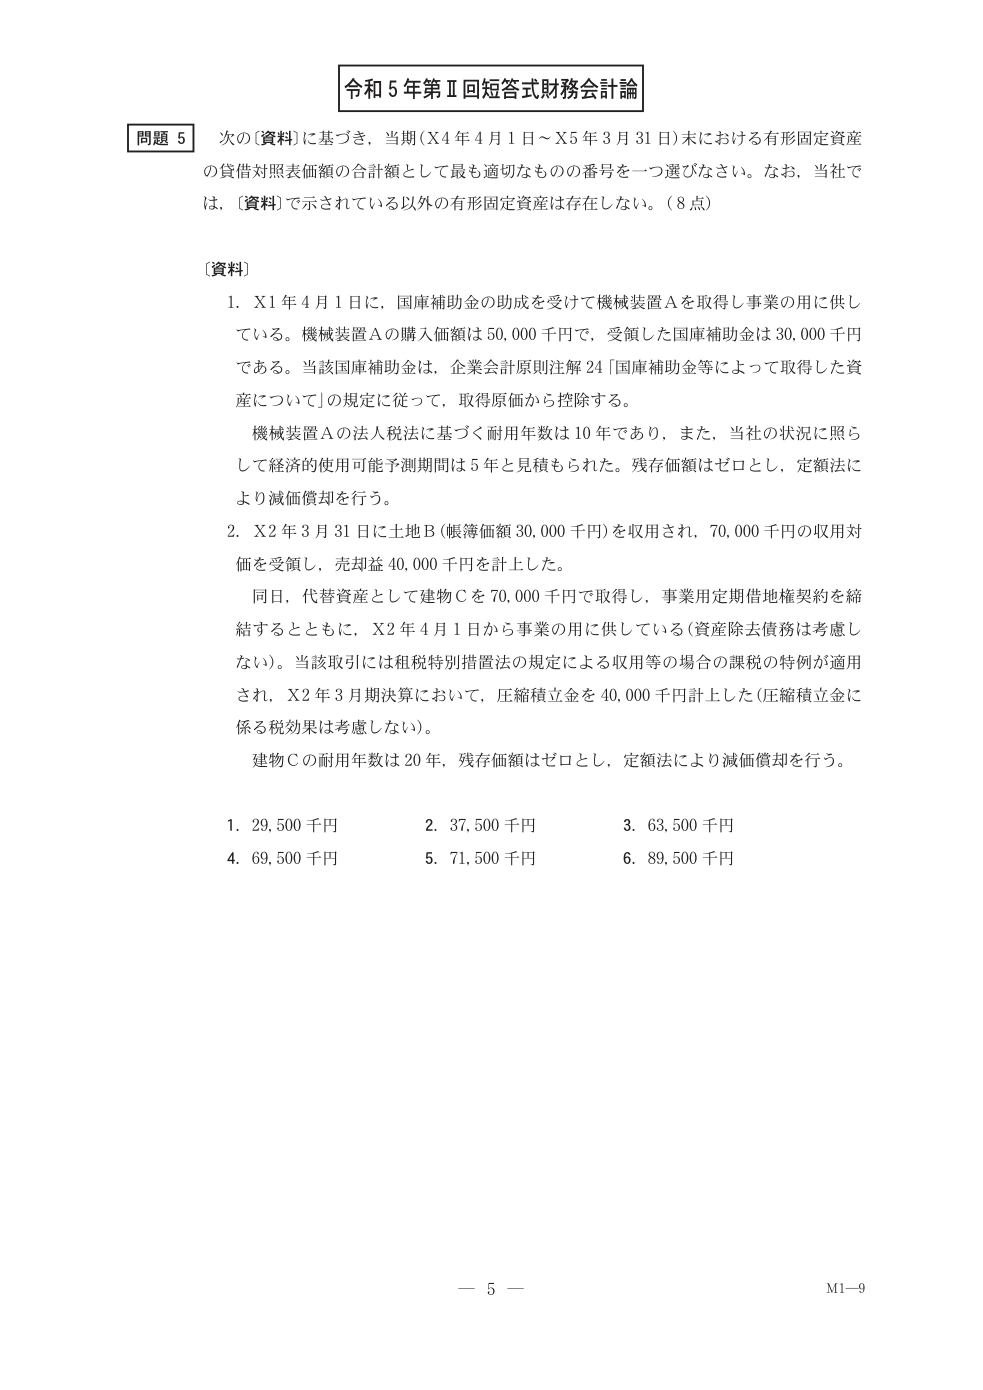 令和5年第Ⅱ回短答式財務会計論
問題 5　次の〔資料〕に基づき，当期(X4年4月1日～X5年3月31日)末における有形固定資産
の貸借対照表価額の合計額として最も適切なものの番号を一つ選びなさい。なお，当社で
は，〔資料〕で示されている以外の有形固定資産は存在しない。(8点)
〔資料〕
1. X1年4月1日に，国庫補助金の助成を受けて機械装置Aを取得し事業の用に供し
ている。機械装置Aの購入価額は50,000千円で，受領した国庫補助金は30,000千円
である。当該国庫補助金は，企業会計原則注解24「国庫補助金等によって取得した資
産について」の規定に従って，取得原価から控除する。
機械装置Aの法人税法に基づく耐用年数は10年であり，また，当社の状況に照ら
して経済的使用可能予測期間は5年と見積もられた。残存価額はゼロとし，定額法に
より減価償却を行う。
2. X2年3月31日に土地B(帳簿価額30,000千円)を収用され，70,000千円の収用対
価を受領し，売却益40,000千円を計上した。
同日，代替資産として建物Cを70,000千円で取得し，事業用定期借地権契約を締
結するとともに，X2年4月1日から事業の用に供している(資産除去債務は考慮し
ない)。当該取引には租税特別措置法の規定による収用等の場合の課税の特例が適用
され，X2年3月期決算において，圧縮積立金を40,000千円計上した(圧縮積立金に
係る税効果は考慮しない)。
建物Cの耐用年数は20年，残存価額はゼロとし，定額法により減価償却を行う。
1. 29,500千円　2. 37,500千円　3. 63,500千円
4. 69,500千円　5. 71,500千円　6. 89,500千円
— 5 —　M1—9